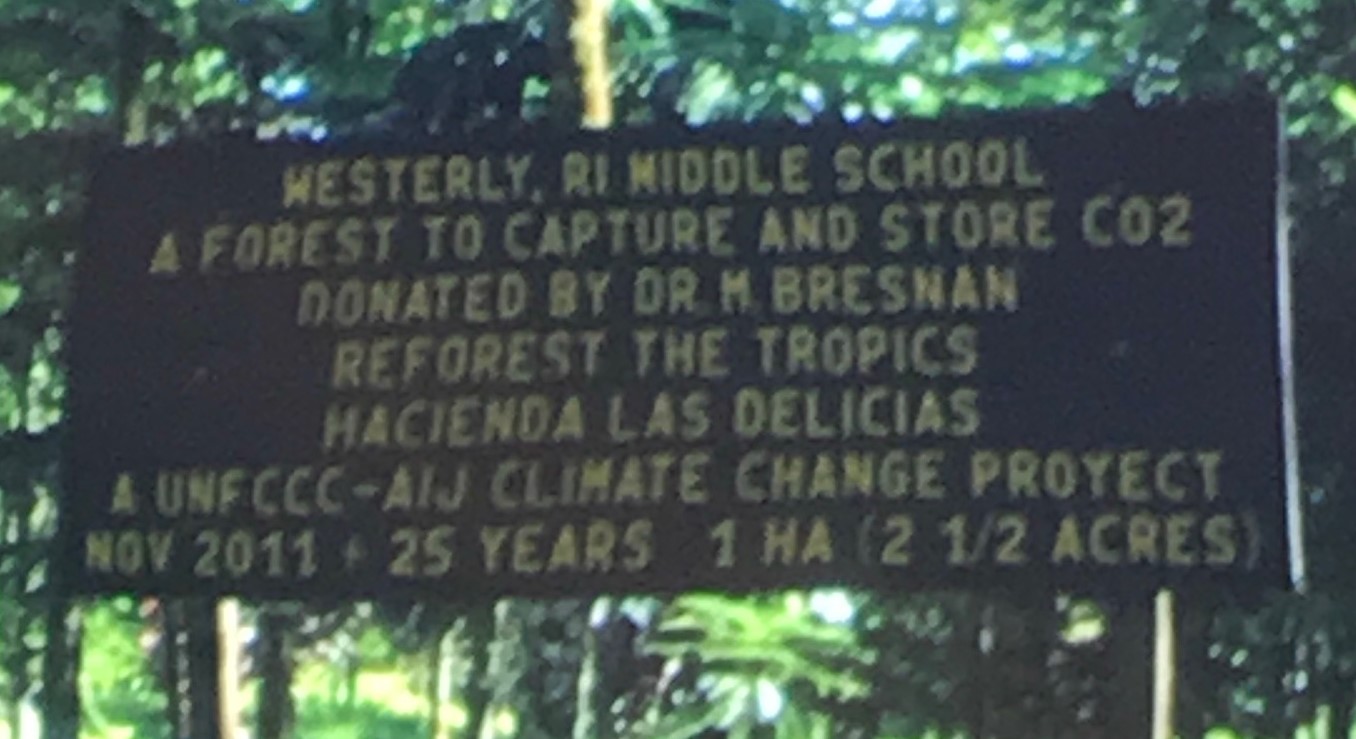 WESTERLY, RI MIDDLE SCHOOL
A FOREST TO CAPTURE AND STORE CO2
DONATED BY DR M BRESNAN
REFOREST THE TROPICS
HACIENDA LAS DELICIAS
A UNFCCC-AIJ CLIMATE CHANGE PROYECT
NOV 2011 + 25 YEARS 1 HA (2 1/2 ACRES)